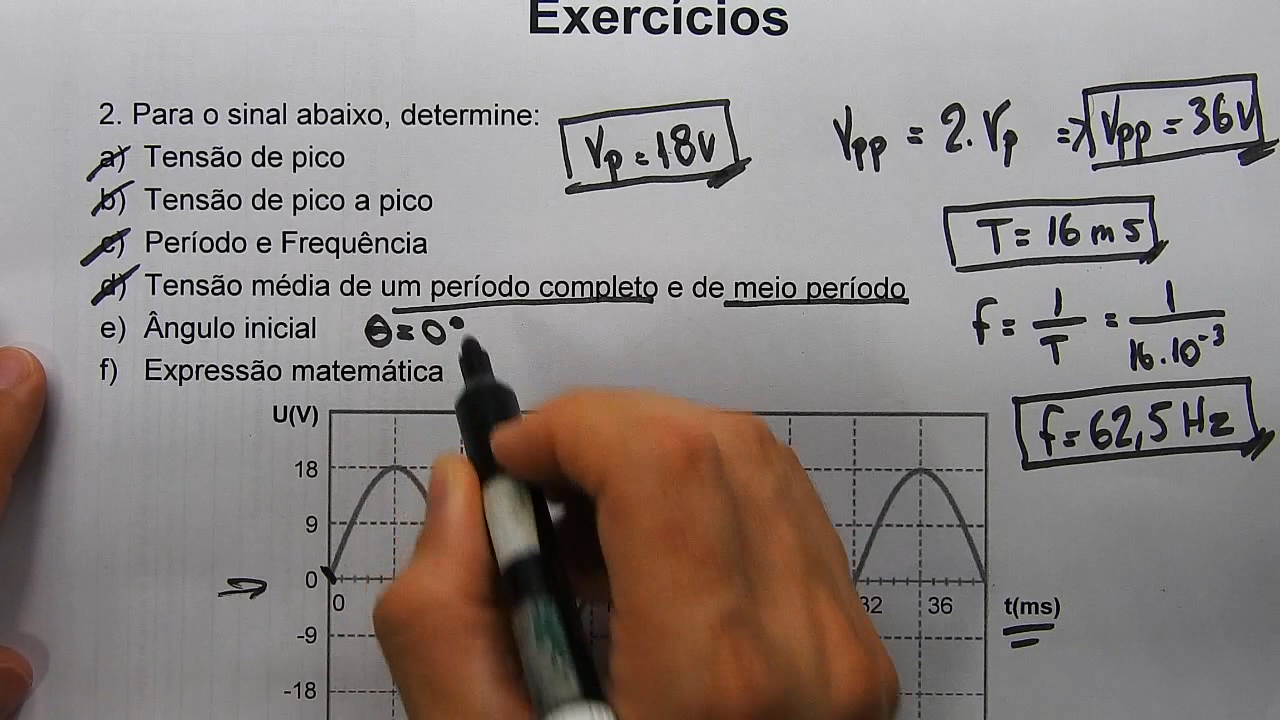 Exercícios
2. Para o sinal abaixo, determine:
a) Tensão de pico
b) Tensão de pico a pico
c) Período e Frequência
d) Tensão média de um período completo e de meio período
e) Ângulo inicial θ = 0°
f) Expressão matemática
Vp = 18V
Vpp = 2.Vp => Vpp = 36V
T = 16 ms
f = 1/T = 1/16.10⁻³
f = 62,5 Hz
U(V)
18
9
0
-9
-18
0
32
36
t(ms)